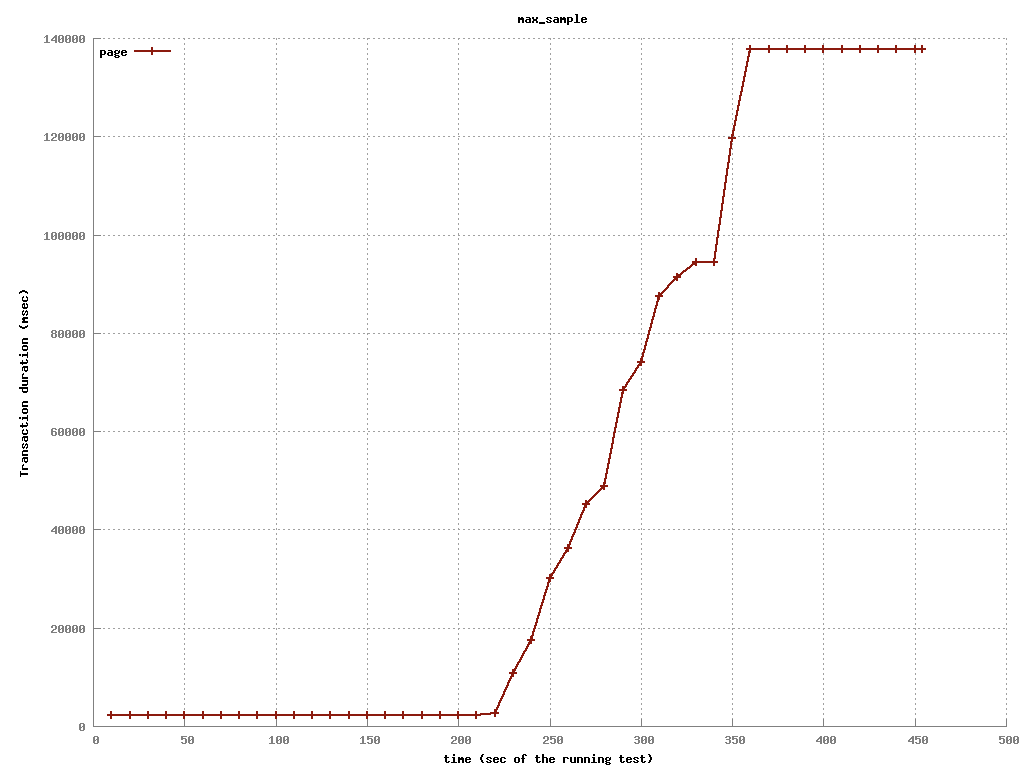 max_sample
page
140000
120000
100000
80000
60000
40000
20000
0
Transaction duration (msec)
0 50 100 150 200 250 300 350 400 450 500
time (sec of the running test)